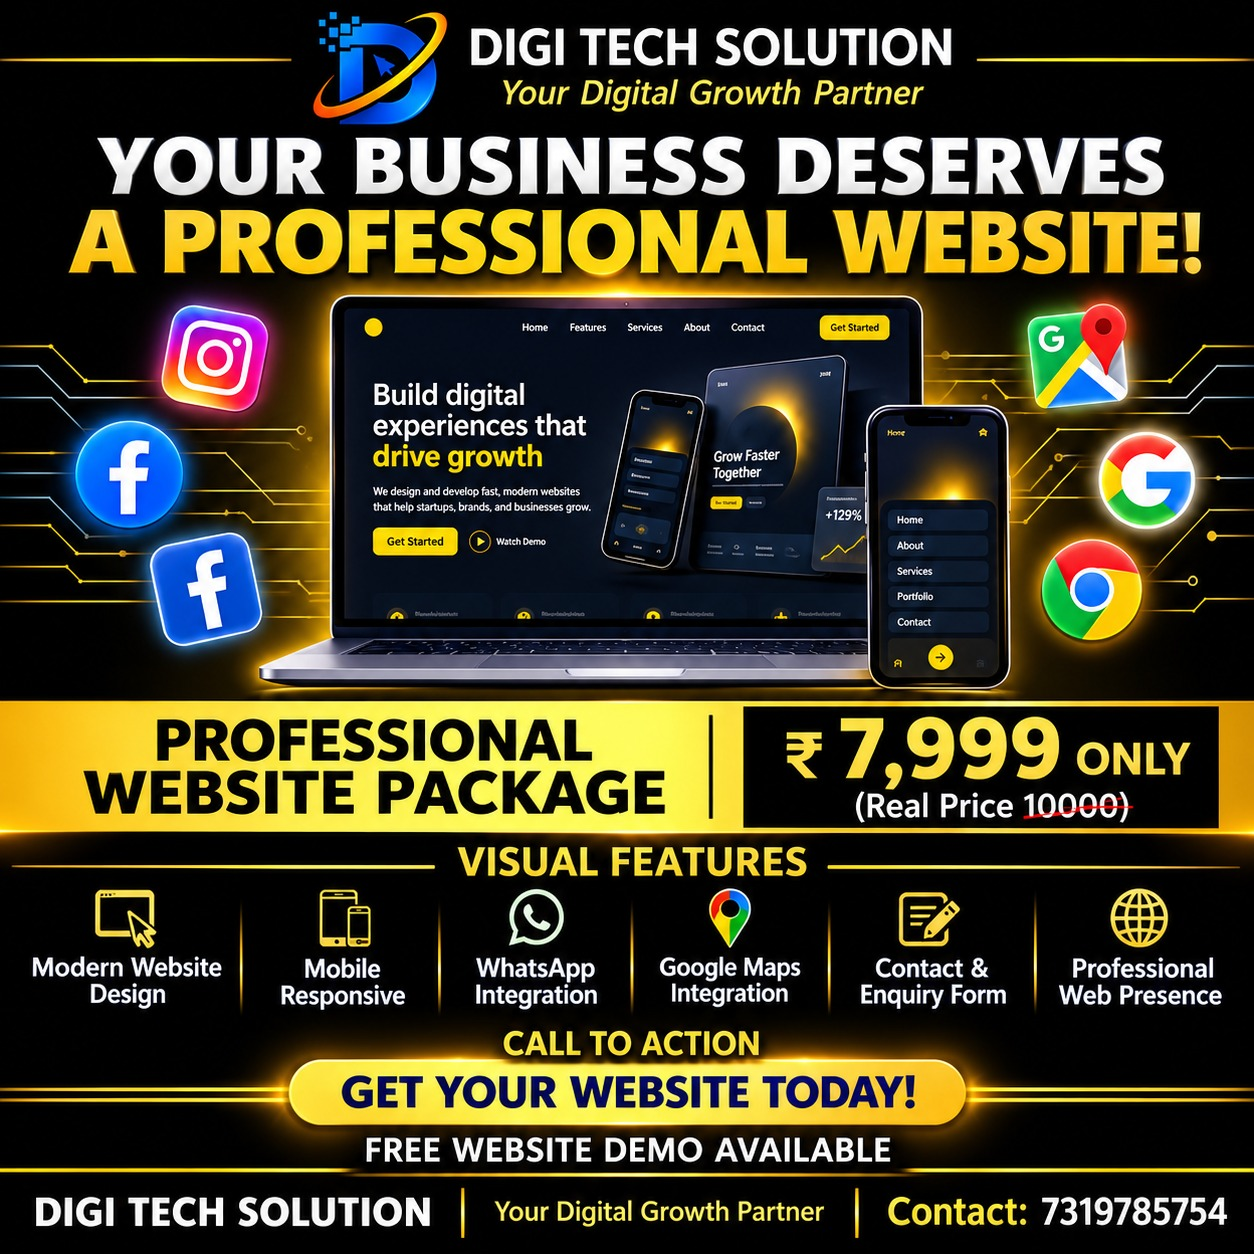 DIGI TECH SOLUTION
Your Digital Growth Partner
YOUR BUSINESS DESERVES
A PROFESSIONAL WEBSITE!
Home Features Services About Contact Get Started
Build digital
experiences that
drive growth
We design and develop fast, modern websites
that help startups, brands, and businesses grow.
Get Started Watch Demo
Grow Faster
Together
+129%
Home
Home
About
Services
Portfolio
Contact
PROFESSIONAL
WEBSITE PACKAGE
₹ 7,999 ONLY
(Real Price 10000)
VISUAL FEATURES
Modern Website
Design
Mobile
Responsive
WhatsApp
Integration
Google Maps
Integration
Contact &
Enquiry Form
Professional
Web Presence
CALL TO ACTION
GET YOUR WEBSITE TODAY!
FREE WEBSITE DEMO AVAILABLE
DIGI TECH SOLUTION
Your Digital Growth Partner
Contact: 7319785754